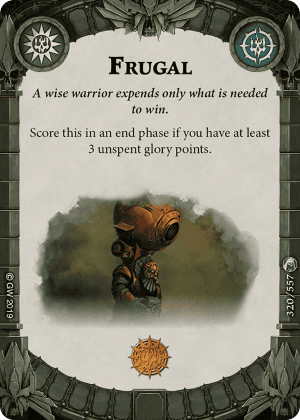 FRUGAL
A wise warrior expends only what is needed
to win.
Score this in an end phase if you have at least
3 unspent glory points.
© GW 2019
320/557